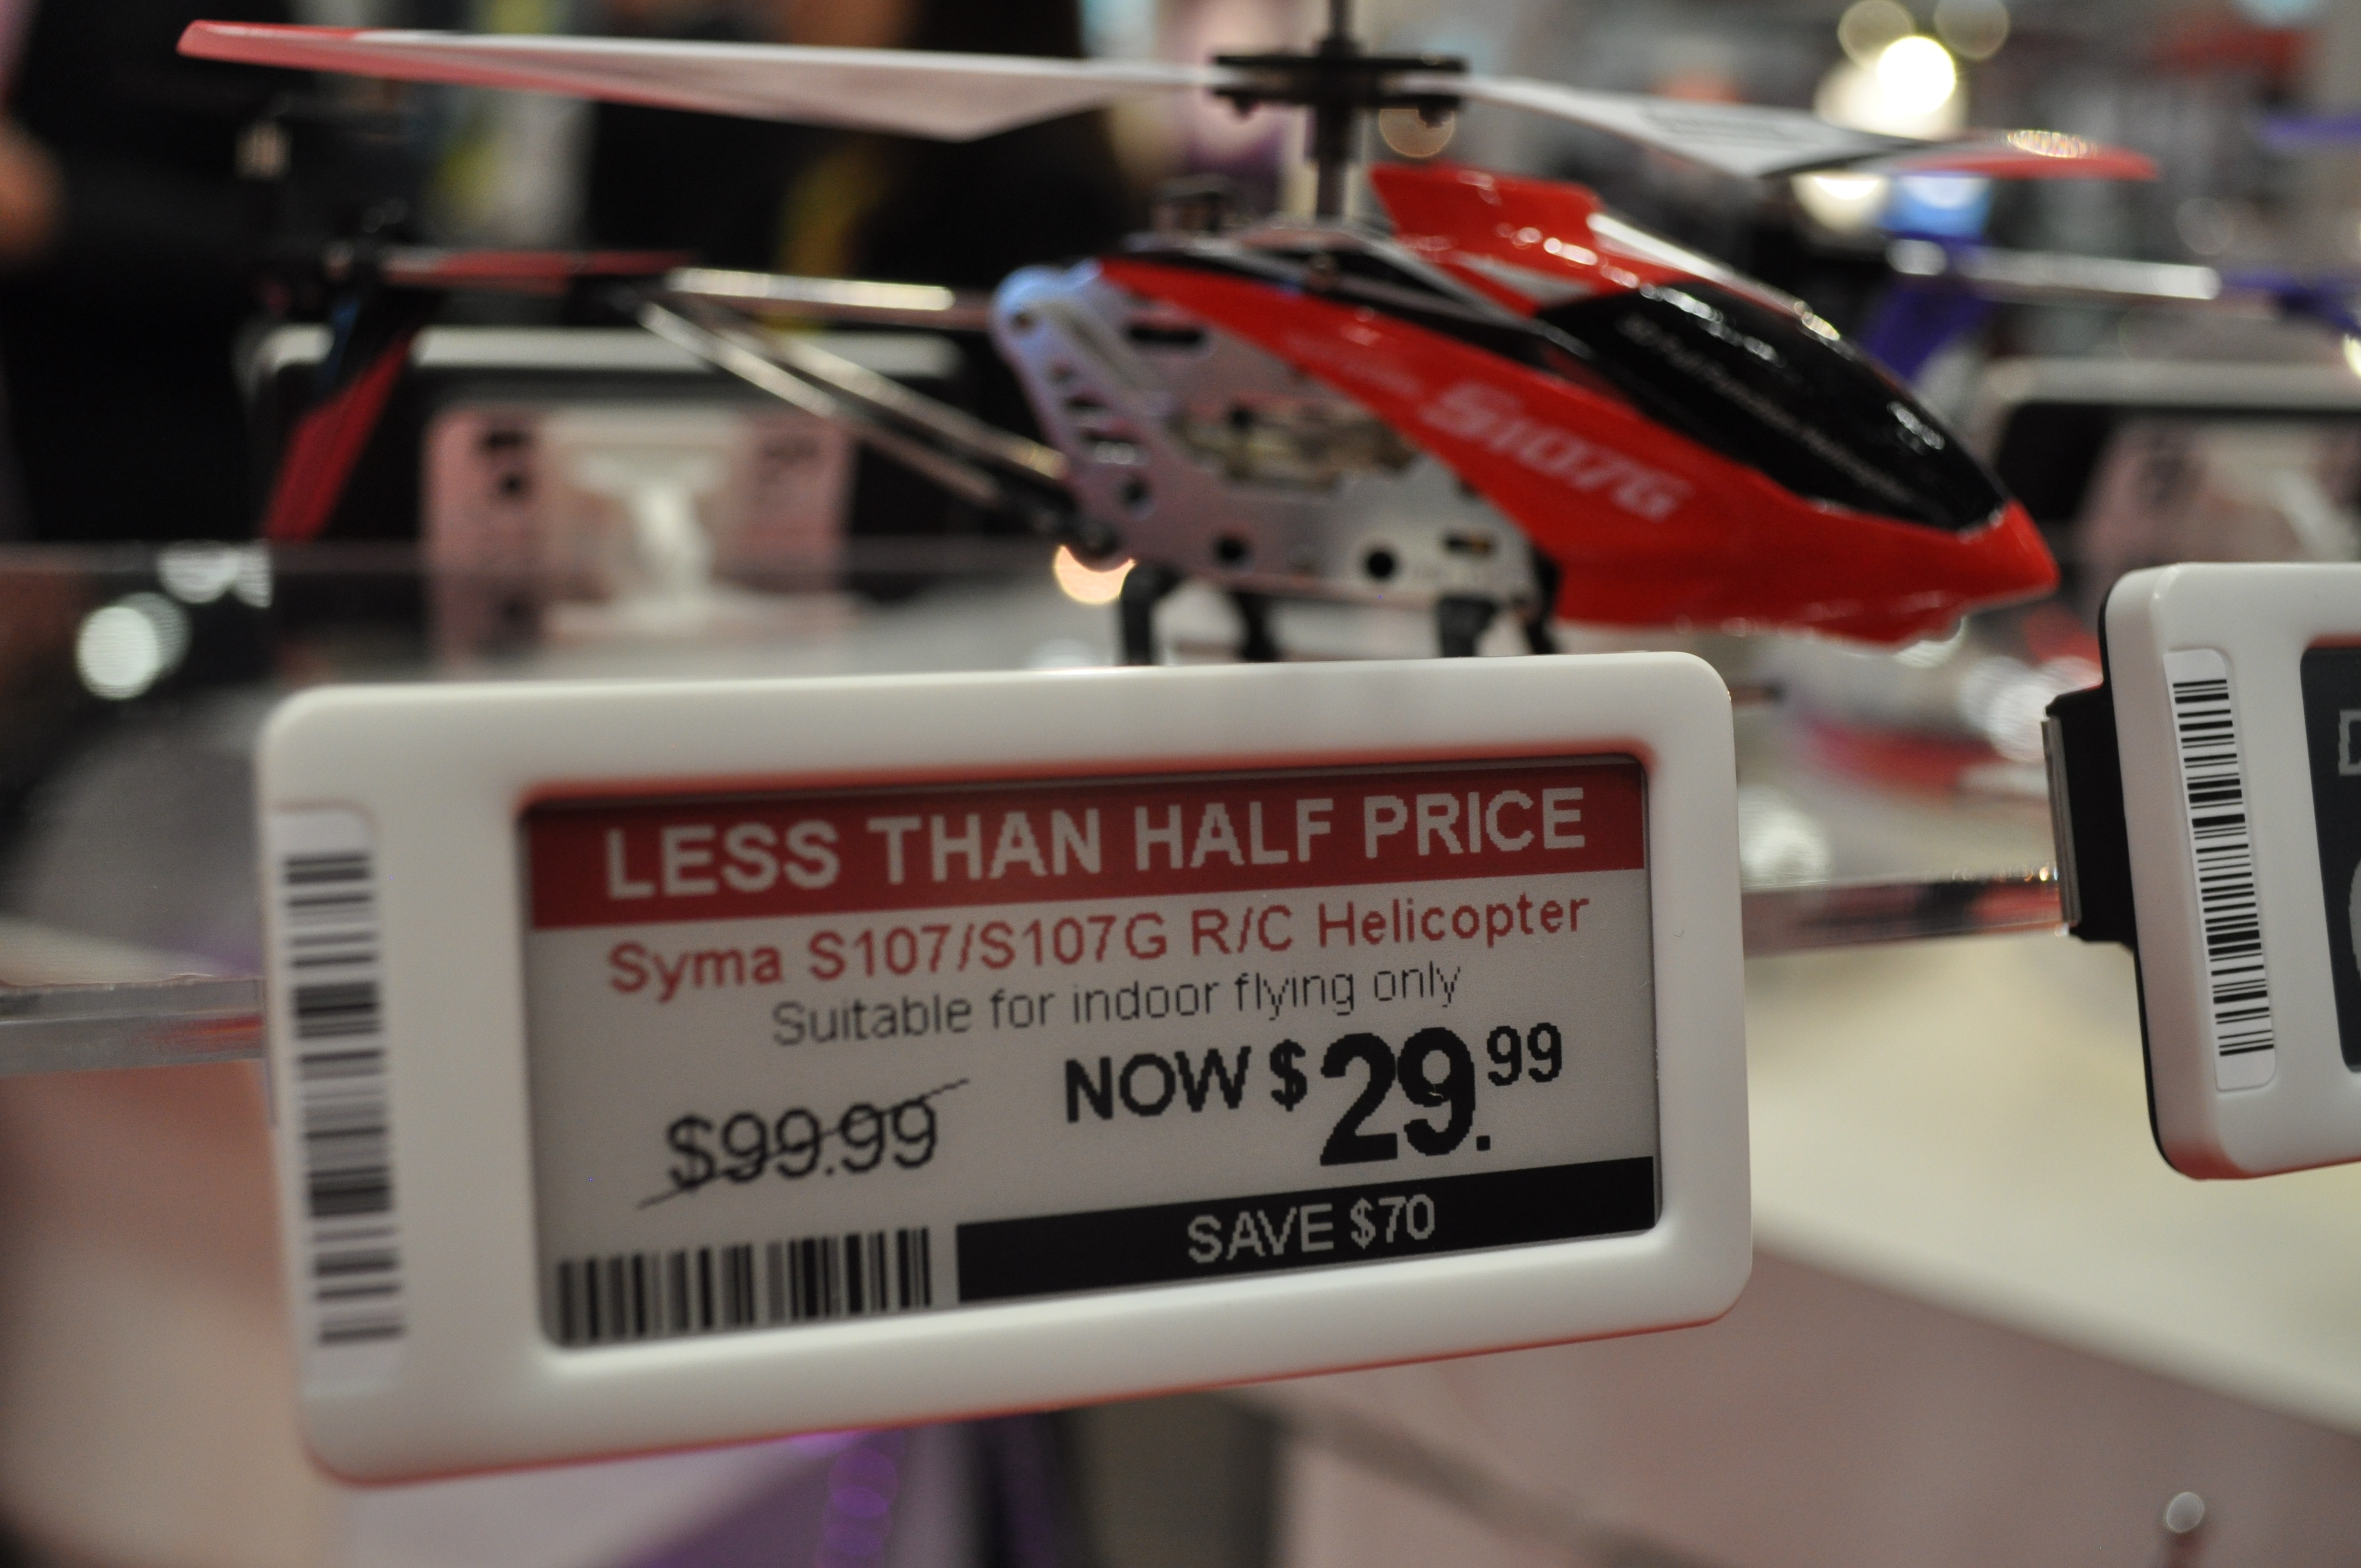 S107G
LESS THAN HALF PRICE
Syma S107/S107G R/C Helicopter
Suitable for indoor flying only
$99.99
NOW $29.99
SAVE $70